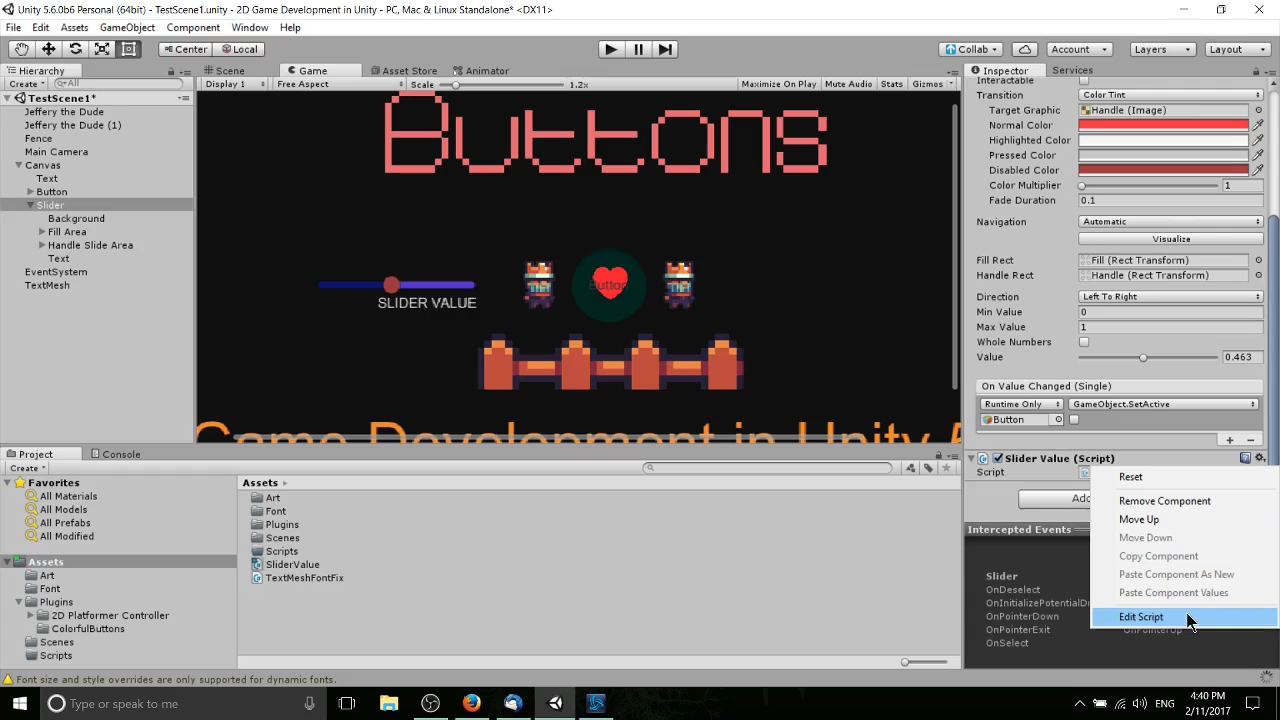 Unity 5.6.0b6 Personal (64bit) - TestScene1.unity - 2D Game Development in Unity - PC, Mac & Linux Standalone* <DX11>
File Edit Assets GameObject Component Window Help
Center Local Collab Account Layers Layout
Hierarchy
Create All
TestScene1*
Jeffery the Dude
Jeffery the Dude (1)
Fence
Main Camera
Canvas
Text
Button
Slider
Background
Fill Area
Handle Slide Area
Text
EventSystem
TextMesh
Scene Game Asset Store Animator
Display 1 Free Aspect Scale 1.2x Maximize On Play Mute Audio Stats Gizmos
Buttons
Button
SLIDER VALUE
Game Development in Unity
Inspector Services
Interactable
Transition Color Tint
Target Graphic Handle (Image)
Normal Color
Highlighted Color
Pressed Color
Disabled Color
Color Multiplier 1
Fade Duration 0.1
Navigation Automatic
Visualize
Fill Rect Fill (Rect Transform)
Handle Rect Handle (Rect Transform)
Direction Left To Right
Min Value 0
Max Value 1
Whole Numbers
Value 0.463
On Value Changed (Single)
Runtime Only GameObject.SetActive
Button
Slider Value (Script)
Script
Add
Intercepted Events
Slider
OnDeselect
OnInitializePotentialDr
OnPointerDown
OnPointerExit OnPointerUp
OnSelect
Reset
Remove Component
Move Up
Move Down
Copy Component
Paste Component As New
Paste Component Values
Edit Script
Project Console
Create
Favorites
All Materials
All Models
All Prefabs
All Modified
Assets
Art
Font
Plugins
2D Platformer Controller
ColorfulButtons
Scenes
Scripts
Assets
Art
Font
Plugins
Scenes
Scripts
SliderValue
TextMeshFontFix
Font size and style overrides are only supported for dynamic fonts.
Type or speak to me
ENG
4:40 PM
2/11/2017